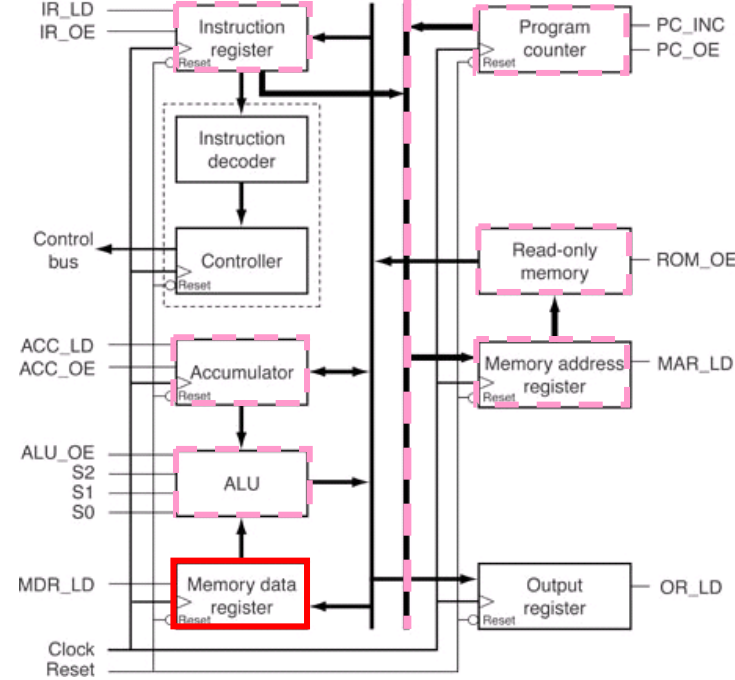 IR_LD
IR_OE
Instruction
register
Reset
Program
counter
Reset
PC_INC
PC_OE
Instruction
decoder
Control
bus
Controller
Reset
Read-only
memory
ROM_OE
ACC_LD
ACC_OE
Accumulator
Reset
Memory address
register
Reset
MAR_LD
ALU_OE
S2
S1
S0
ALU
MDR_LD
Memory data
register
Reset
Output
register
Reset
OR_LD
Clock
Reset